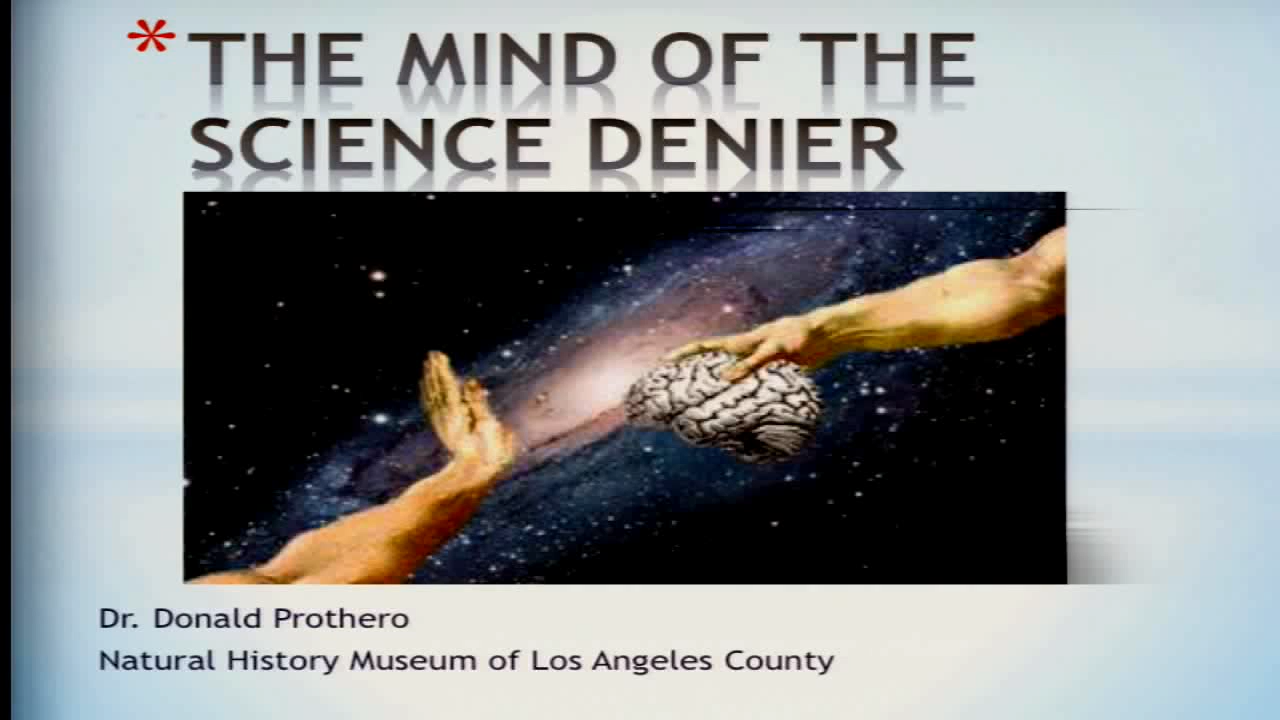 * THE MIND OF THE
SCIENCE DENIER
Dr. Donald Prothero
Natural History Museum of Los Angeles County